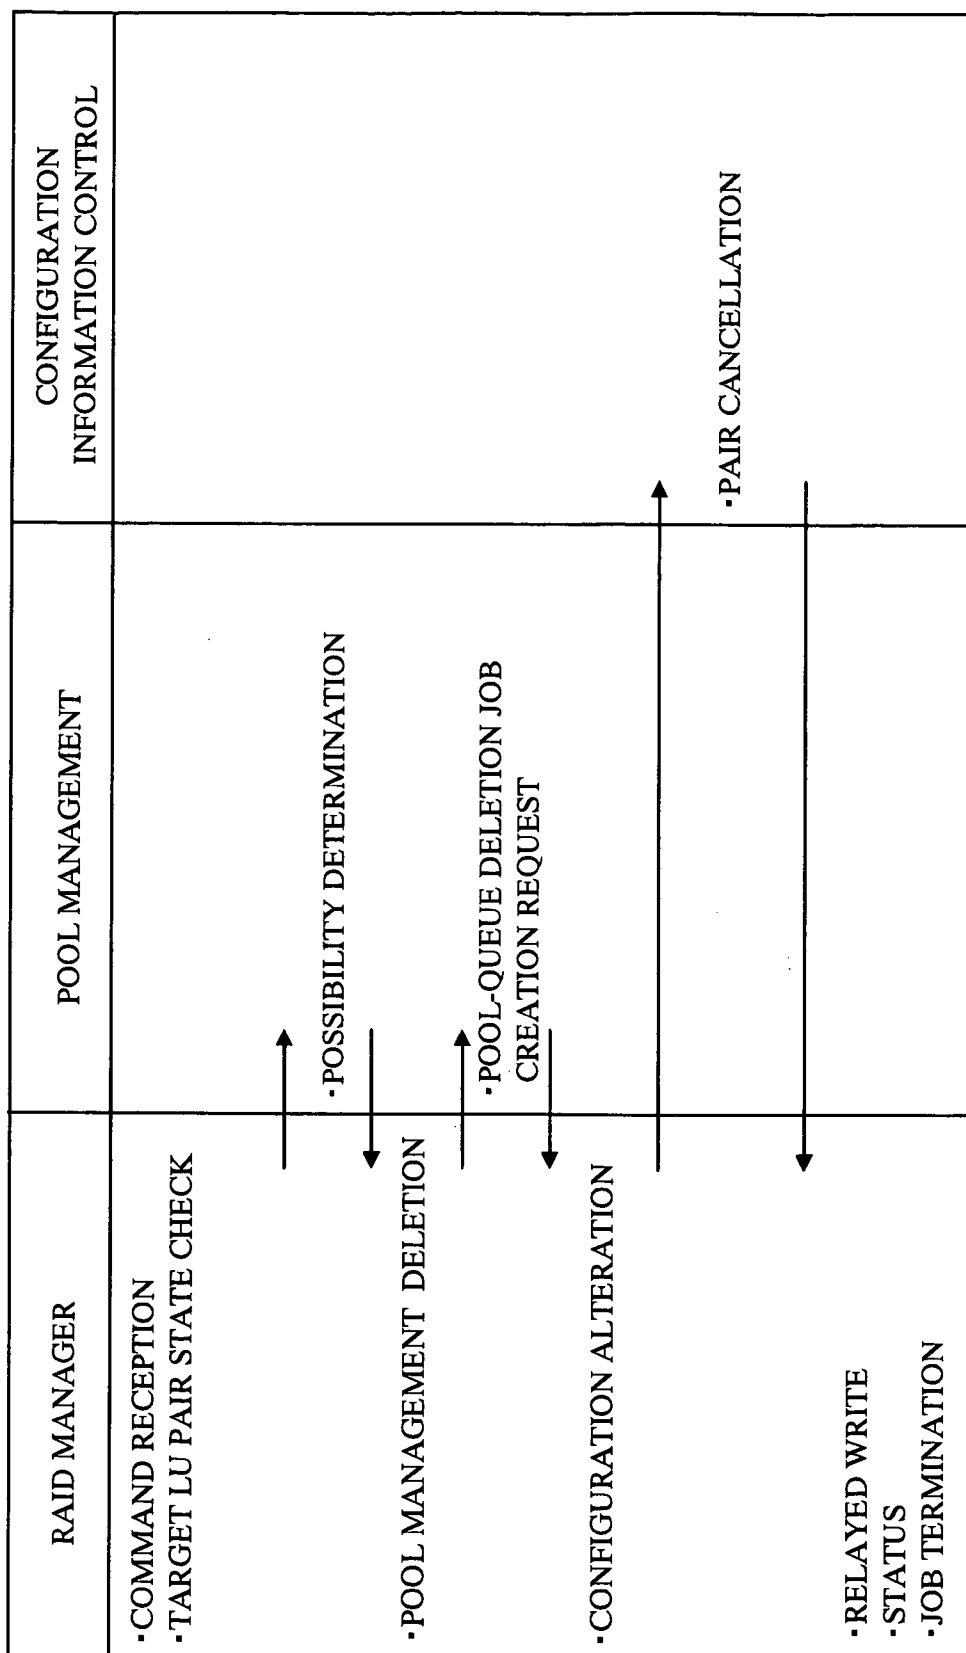 RAID MANAGER
POOL MANAGEMENT
CONFIGURATION
INFORMATION CONTROL
·COMMAND RECEPTION
·TARGET LU PAIR STATE CHECK
·POSSIBILITY DETERMINATION
·POOL MANAGEMENT DELETION
·POOL-QUEUE DELETION JOB
CREATION REQUEST
·CONFIGURATION ALTERATION
·PAIR CANCELLATION
·RELAYED WRITE
·STATUS
·JOB TERMINATION